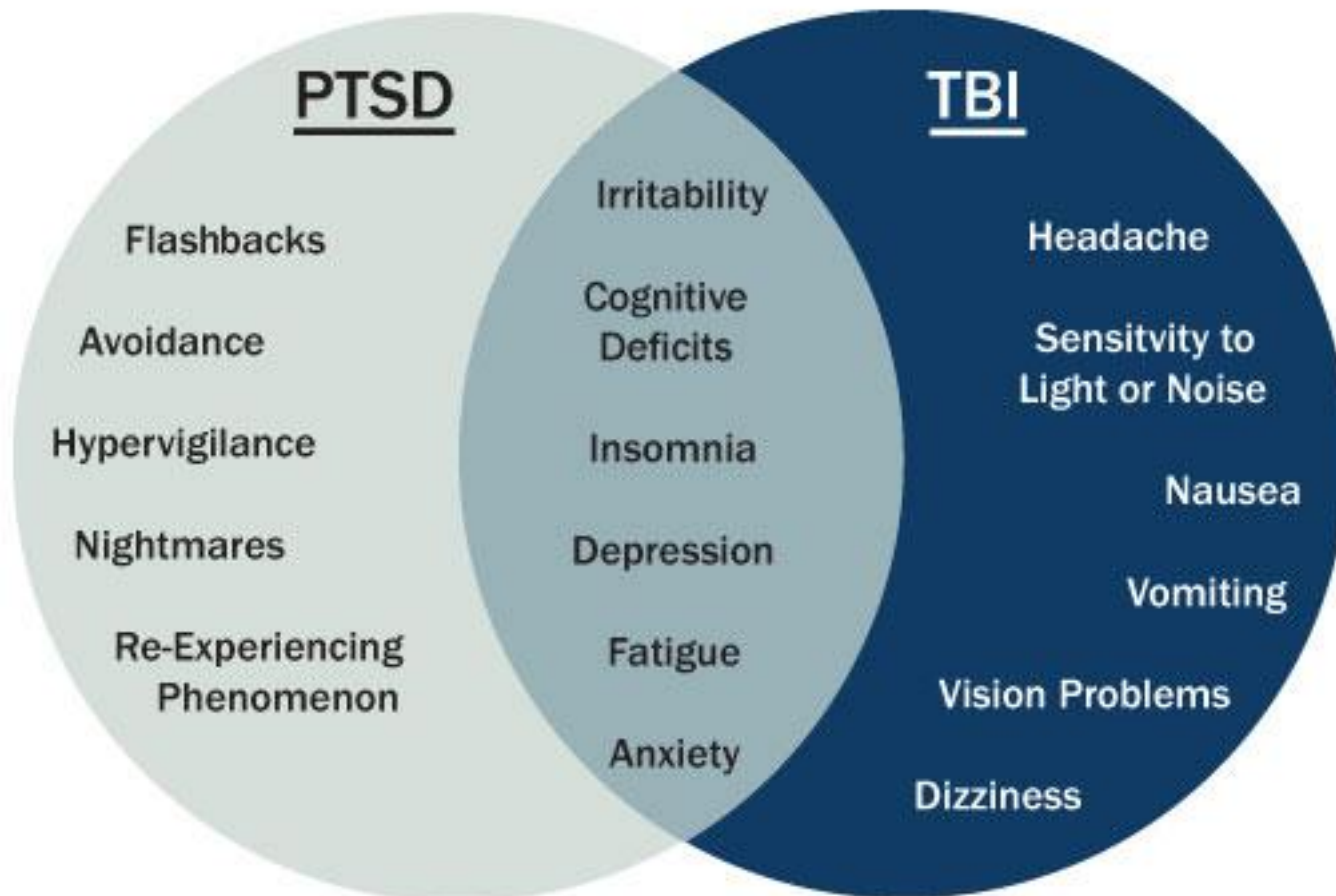 PTSD
Flashbacks
Avoidance
Hypervigilance
Nightmares
Re-Experiencing
Phenomenon
Irritability
Cognitive
Deficits
Insomnia
Depression
Fatigue
Anxiety
TBI
Headache
Sensitvity to
Light or Noise
Nausea
Vomiting
Vision Problems
Dizziness